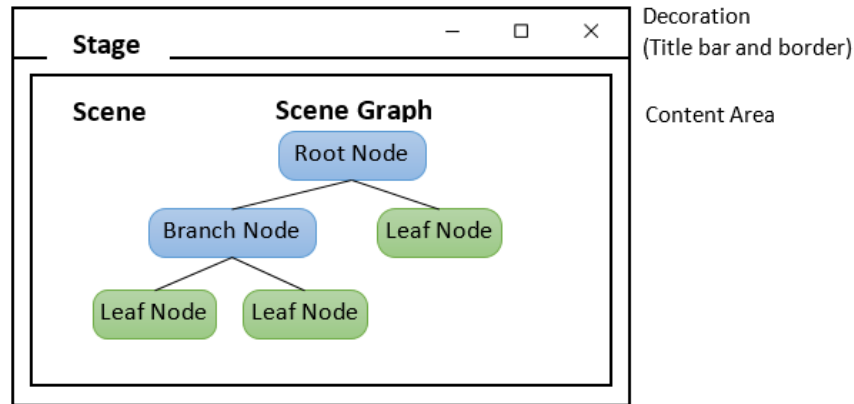 Stage
Decoration
(Title bar and border)
Scene
Scene Graph
Content Area
Root Node
Branch Node
Leaf Node
Leaf Node
Leaf Node